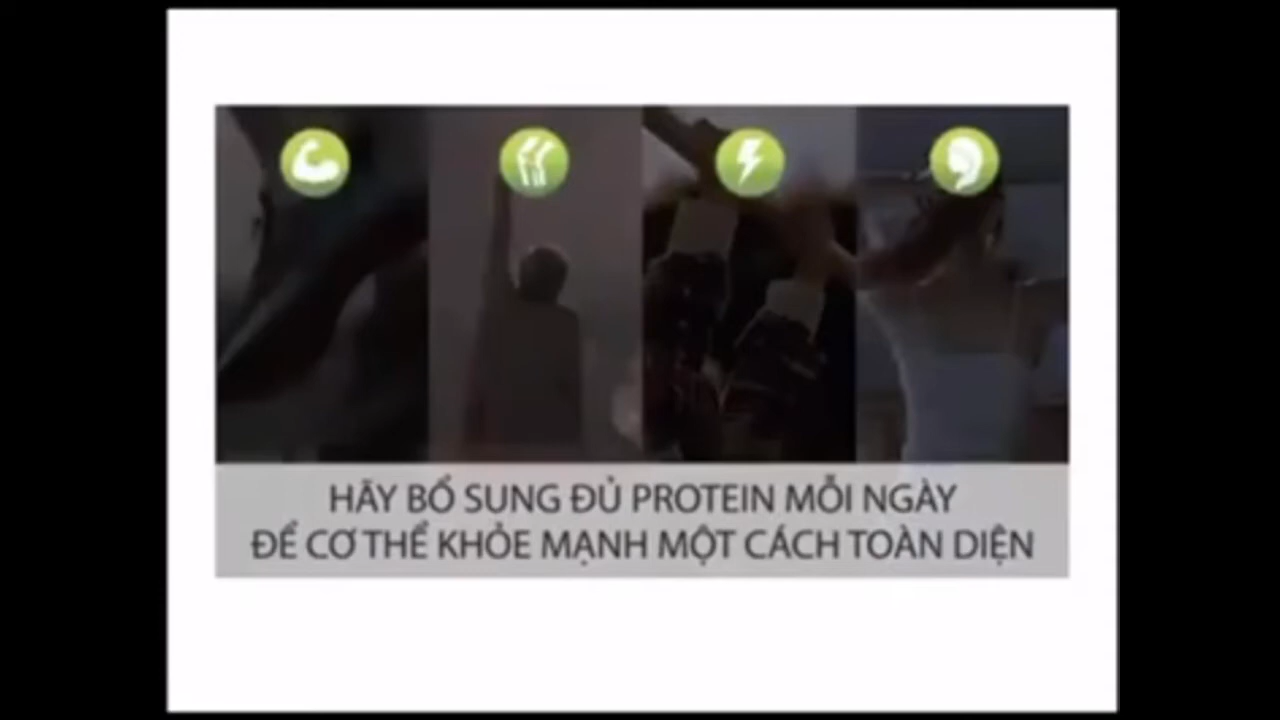 HÃY BỔ SUNG ĐỦ PROTEIN MỖI NGÀY
ĐỂ CƠ THỂ KHỎE MẠNH MỘT CÁCH TOÀN DIỆN